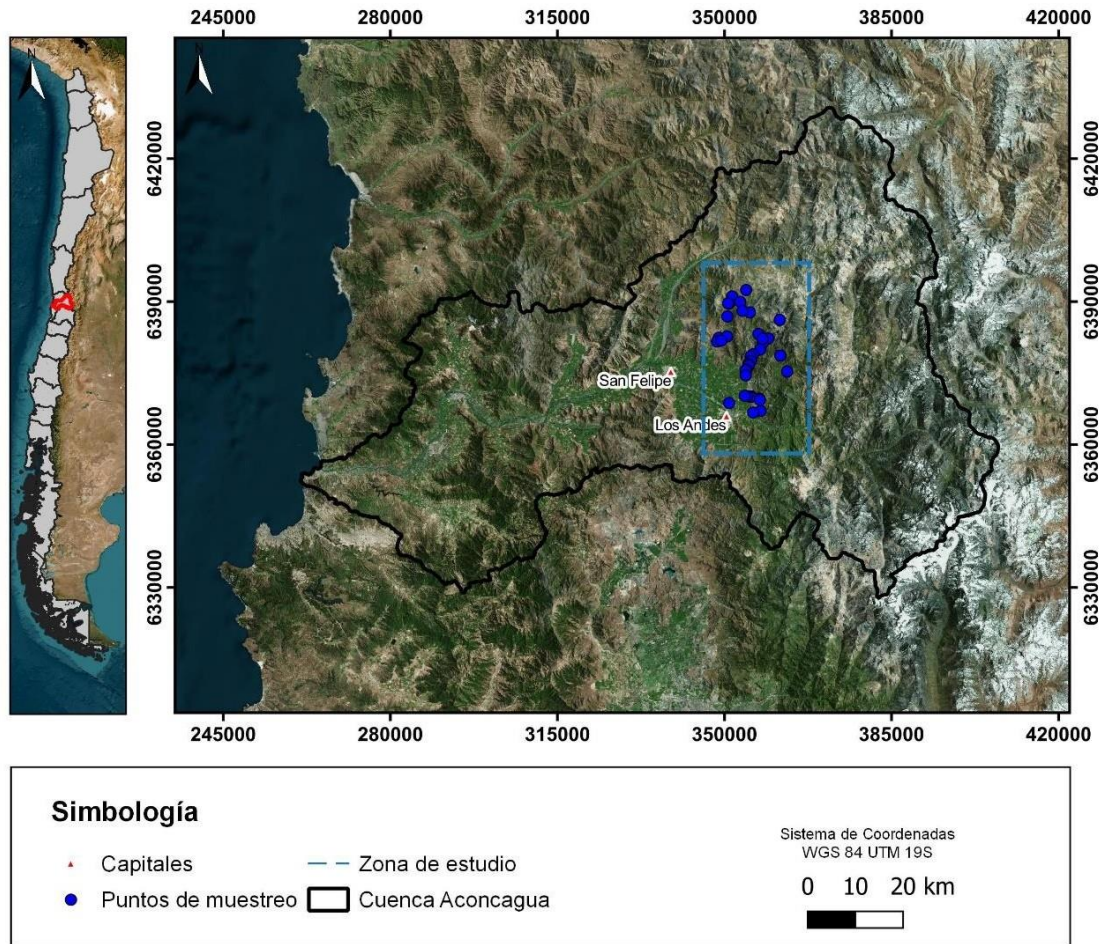 245000 280000 315000 350000 385000 420000
N
N
6420000
6420000
6390000
6390000
San Felipe
Los Andes
6360000
6360000
6330000
6330000
245000 280000 315000 350000 385000 420000
Simbología
Capitales
Zona de estudio
Puntos de muestreo
Cuenca Aconcagua
Sistema de Coordenadas
WGS 84 UTM 19S
0 10 20 km